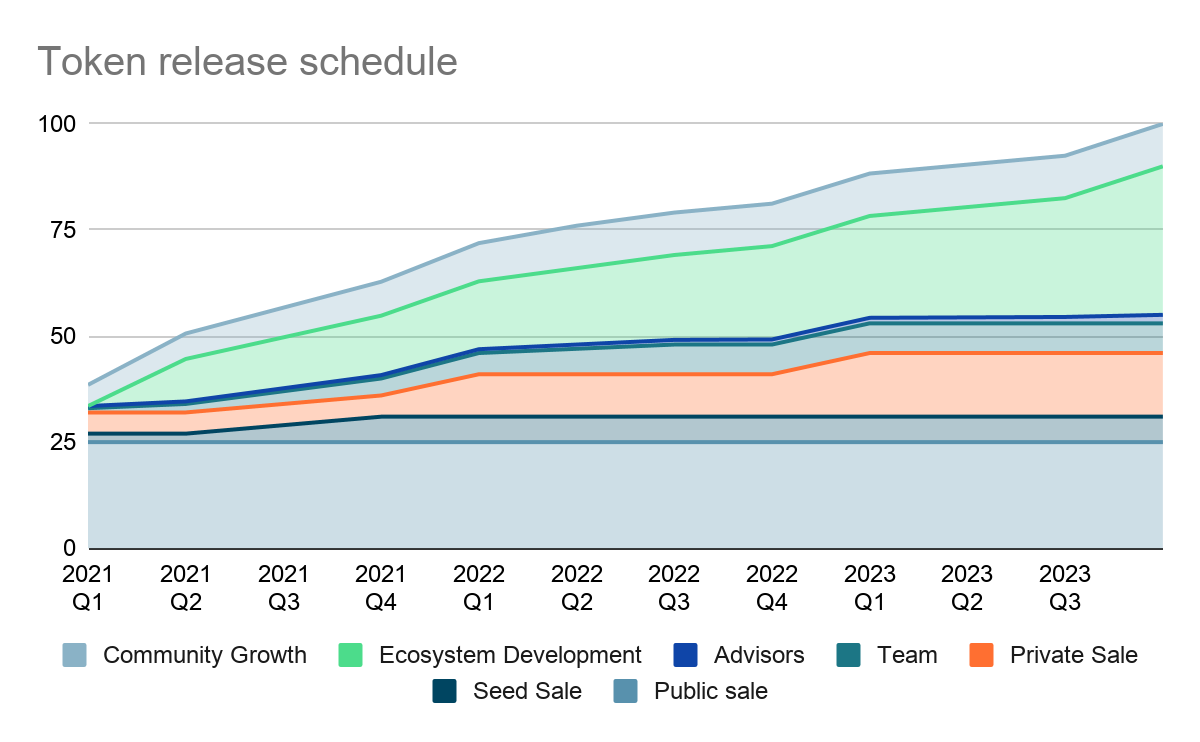 Token release schedule
100
75
50
25
0
2021 2021 2021 2021 2022 2022 2022 2022 2023 2023 2023
Q1 Q2 Q3 Q4 Q1 Q2 Q3 Q4 Q1 Q2 Q3
Community Growth Ecosystem Development Advisors Team Private Sale
Seed Sale Public sale